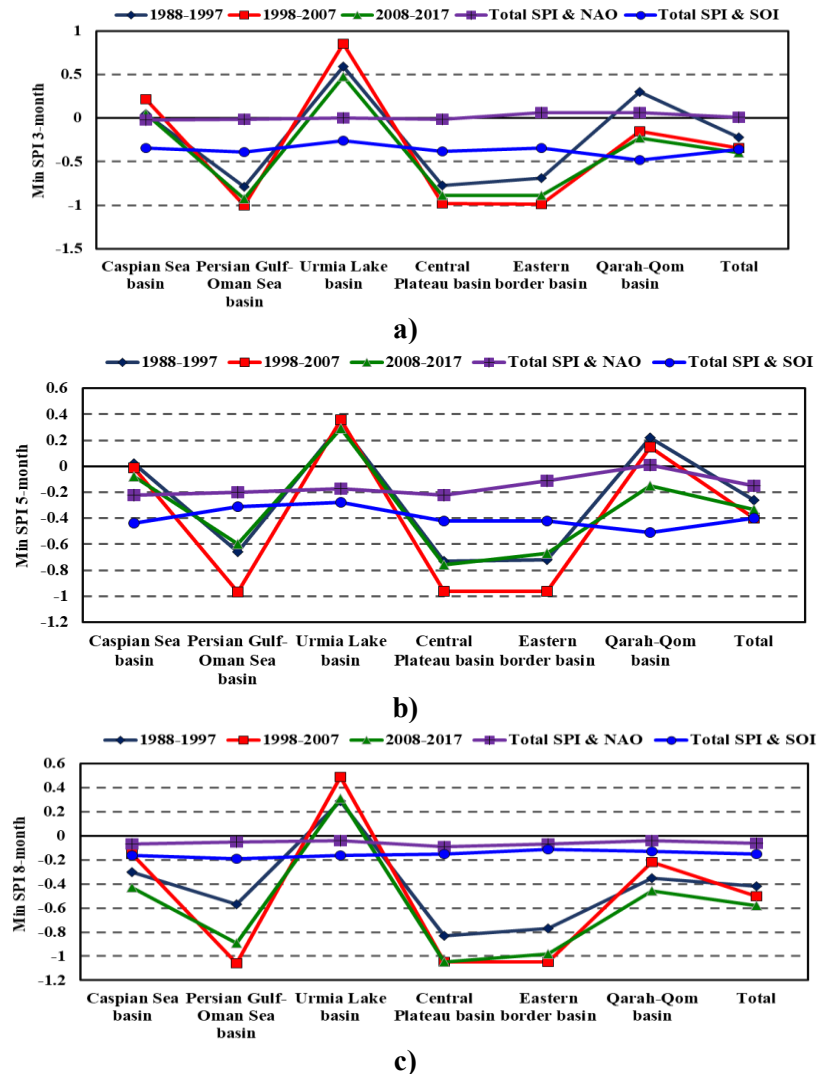 1988-1997 1998-2007 2008-2017 Total SPI & NAO Total SPI & SOI
Min SPI 3-month
1
0.5
0
-0.5
-1
-1.5
Caspian Sea basin
Persian Gulf-Oman Sea basin
Urmia Lake basin
Central Plateau basin
Eastern border basin
Qarah-Qom basin
Total
a)
1988-1997 1998-2007 2008-2017 Total SPI & NAO Total SPI & SOI
Min SPI 5-month
0.6
0.4
0.2
0
-0.2
-0.4
-0.6
-0.8
-1
-1.2
Caspian Sea basin
Persian Gulf-Oman Sea basin
Urmia Lake basin
Central Plateau basin
Eastern border basin
Qarah-Qom basin
Total
b)
1988-1997 1998-2007 2008-2017 Total SPI & NAO Total SPI & SOI
Min SPI 8-month
0.6
0.4
0.2
0
-0.2
-0.4
-0.6
-0.8
-1
-1.2
Caspian Sea basin
Persian Gulf-Oman Sea basin
Urmia Lake basin
Central Plateau basin
Eastern border basin
Qarah-Qom basin
Total
c)